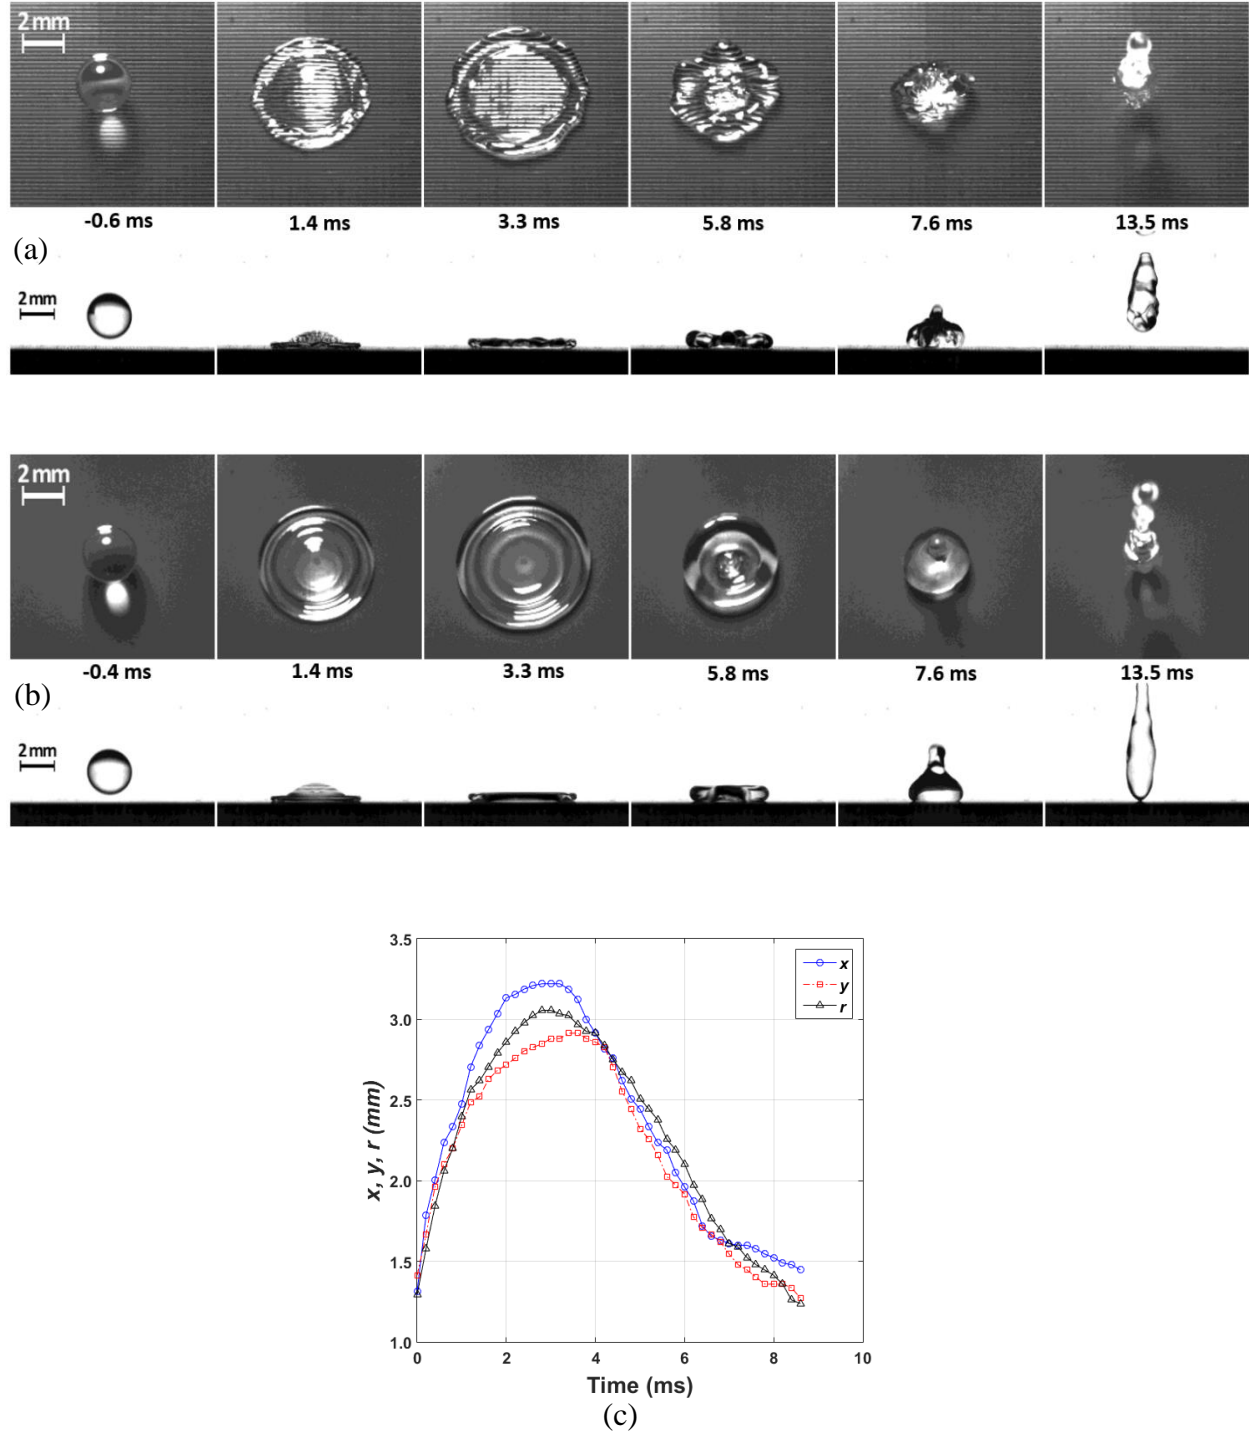 2mm
-0.6 ms 1.4 ms 3.3 ms 5.8 ms 7.6 ms 13.5 ms
(a)
2mm
2mm
-0.4 ms 1.4 ms 3.3 ms 5.8 ms 7.6 ms 13.5 ms
(b)
2mm
3.5
3.0
2.5
2.0
1.5
1.0
x, y, r (mm)
x
y
r
0 2 4 6 8 10
Time (ms)
(c)